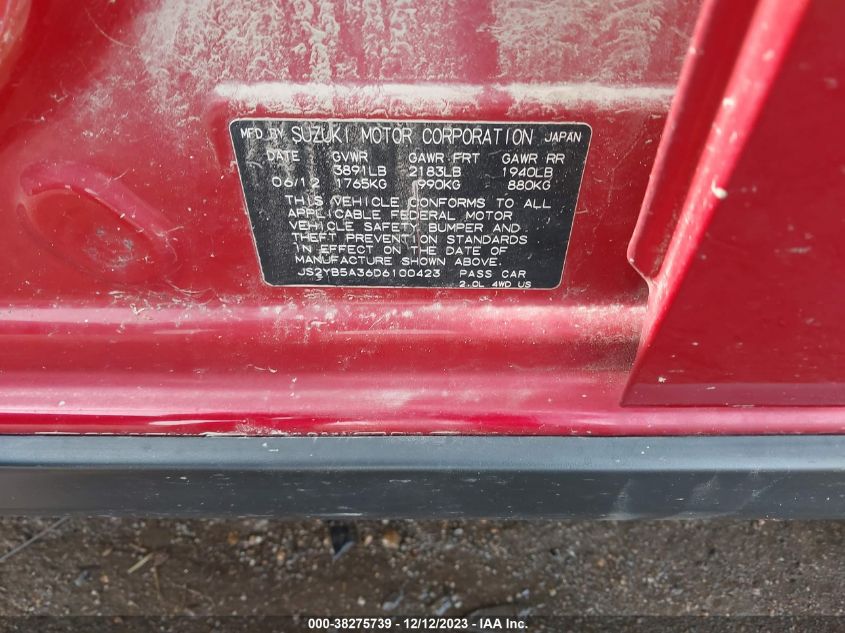 MFD BY SUZUKI MOTOR CORPORATION JAPAN
DATE GVWR GAWR FRT GAWR RR
3891LB 2183LB 1940LB
06/12 1765KG 990KG 880KG
THIS VEHICLE CONFORMS TO ALL
APPLICABLE FEDERAL MOTOR
VEHICLE SAFETY BUMPER AND
THEFT PREVENTION STANDARDS
IN EFFECT ON THE DATE OF
MANUFACTURE SHOWN ABOVE.
JS2YB5A36D6100423 PASS CAR
2.0L 4WD US
000-38275739 - 12/12/2023 - IAA Inc.